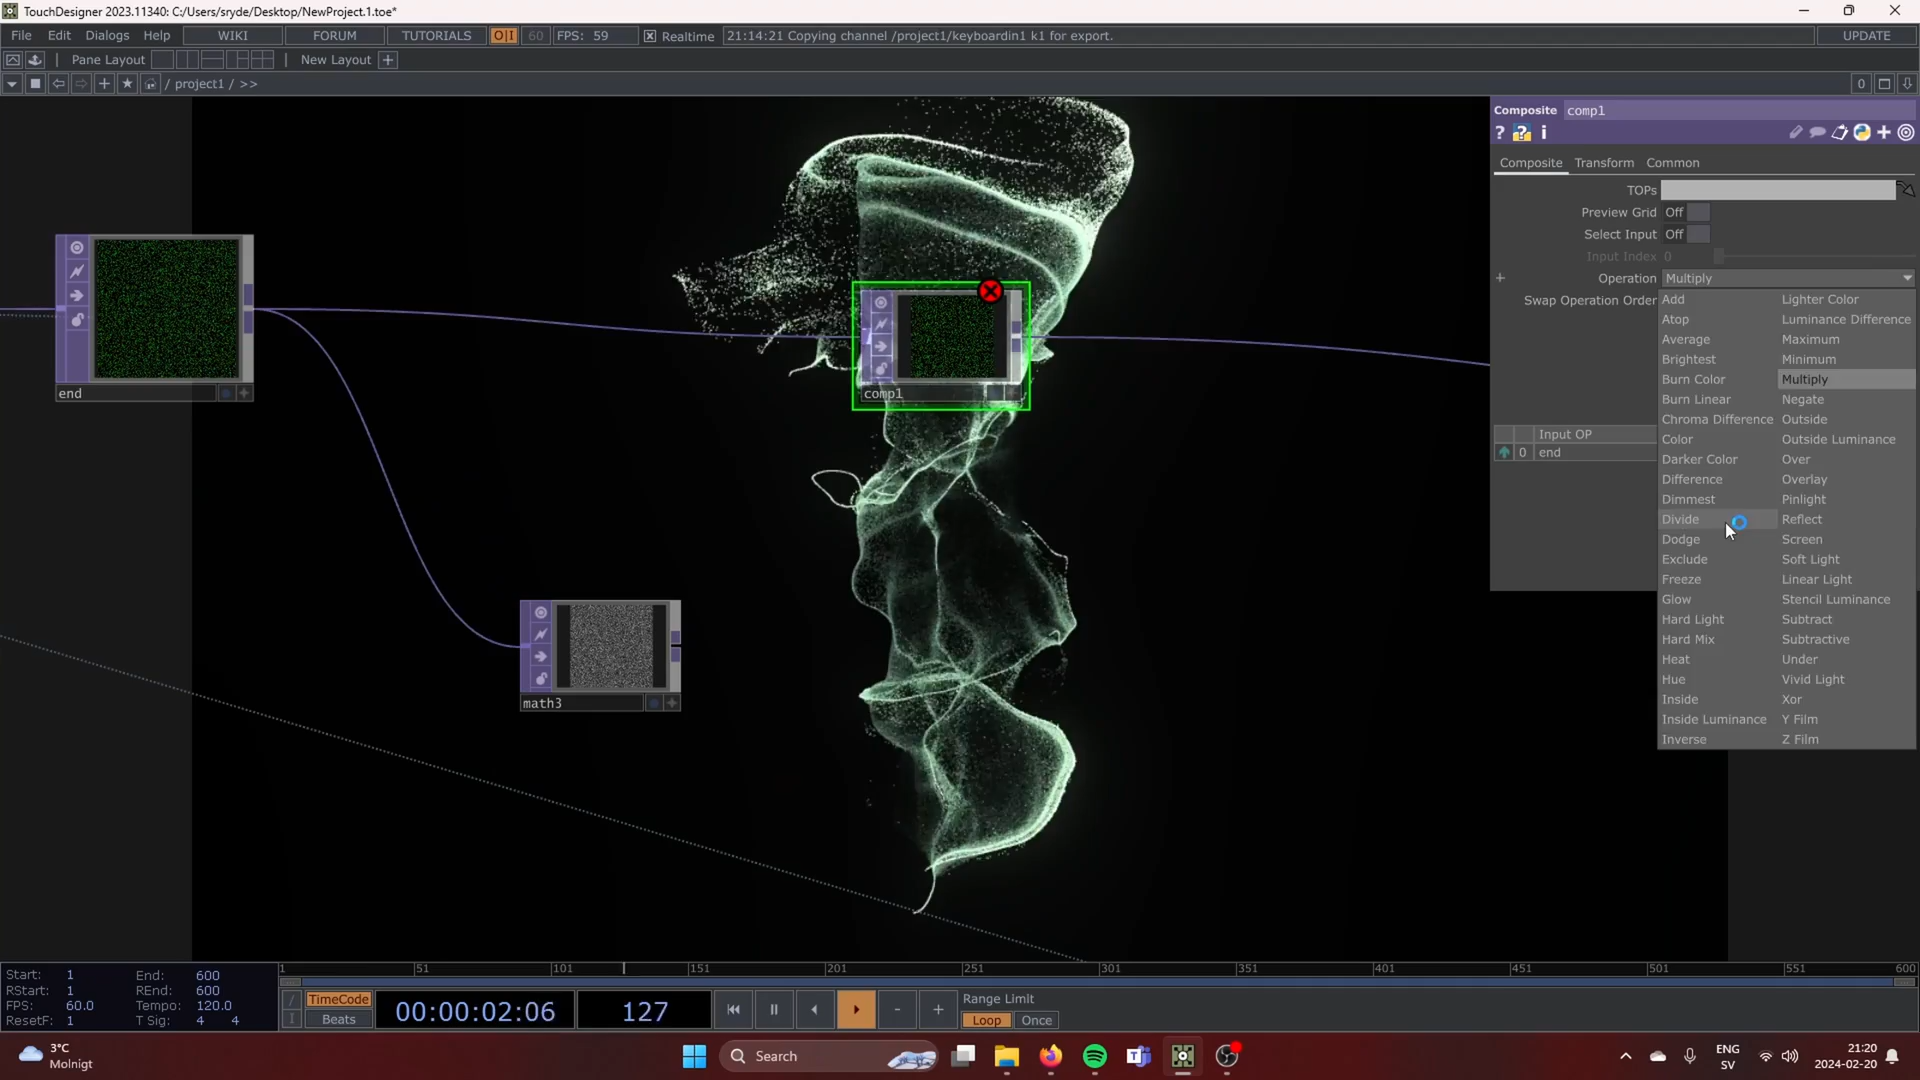 TouchDesigner 2023.11340: C:/Users/sryde/Desktop/NewProject.1.toe*
File Edit Dialogs Help WIKI FORUM TUTORIALS O|I 60 FPS: 59 Realtime 21:14:21 Copying channel /project1/keyboardin1 k1 for export. UPDATE
Pane Layout New Layout +
/ project1 / >> 0
Composite comp1
? ? i
Composite Transform Common
TOPs
Preview Grid Off
Select Input Off
Input Index 0
+ Operation Multiply
Swap Operation Order
Add Lighter Color
Atop Luminance Difference
Average Maximum
Brightest Minimum
Burn Color Multiply
Burn Linear Negate
Chroma Difference Outside
Color Outside Luminance
Darker Color Over
Difference Overlay
Dimmest Pinlight
Divide Reflect
Dodge Screen
Exclude Soft Light
Freeze Linear Light
Glow Stencil Luminance
Hard Light Subtract
Hard Mix Subtractive
Heat Under
Hue Vivid Light
Inside Xor
Inside Luminance Y Film
Inverse Z Film
Input OP
0 end
end
comp1
math3
1 51 101 151 201 251 301 351 401 451 501 551 600
Start: 1 End: 600
RStart: 1 REnd: 600
FPS: 60.0 Tempo: 120.0
ResetF: 1 T Sig: 4 4
/ TimeCode
I Beats
00:00:02:06 127
- +
Range Limit
Loop Once
3°C
Molnigt
Search
ENG
SV
21:20
2024-02-20